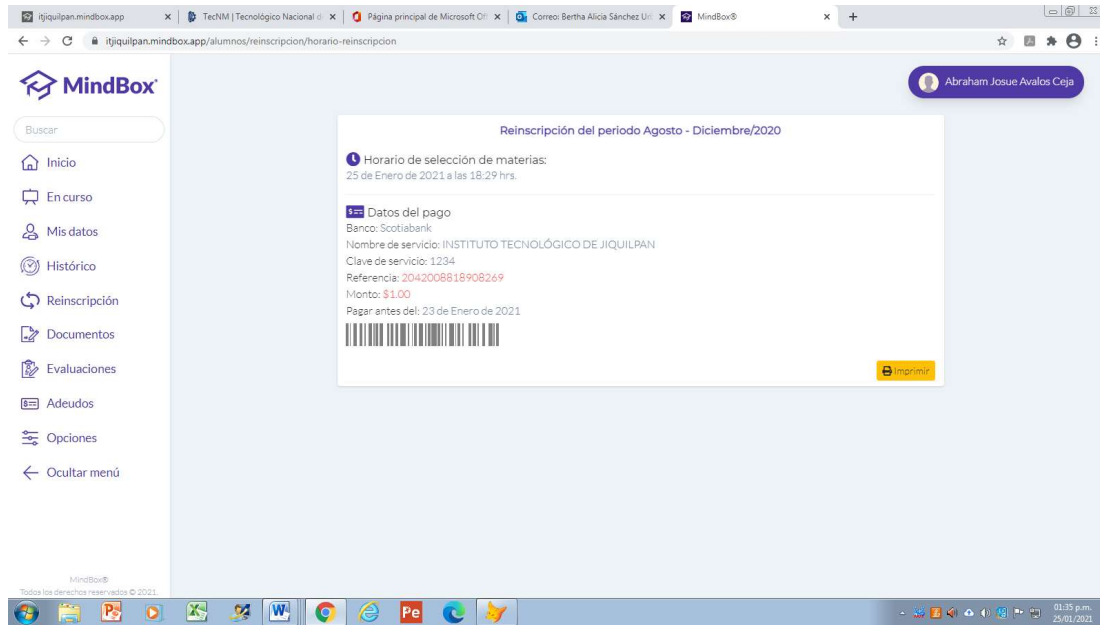 itjiquilpan.mindbox.app
TecNM | Tecnológico Nacional d
Página principal de Microsoft Of
Correo: Bertha Alicia Sánchez Uri
MindBox®
itjiquilpan.mindbox.app/alumnos/reinscripcion/horario-reinscripcion
MindBox
Abraham Josue Avalos Ceja
Buscar
Inicio
En curso
Mis datos
Histórico
Reinscripción
Documentos
Evaluaciones
Adeudos
Opciones
Ocultar menú
Reinscripción del periodo Agosto - Diciembre/2020
Horario de selección de materias:
25 de Enero de 2021 a las 18:29 hrs.
Datos del pago
Banco: Scotiabank
Nombre de servicio: INSTITUTO TECNOLÓGICO DE JIQUILPAN
Clave de servicio: 1234
Referencia: 2042008818908269
Monto: $1.00
Pagar antes del: 23 de Enero de 2021
Imprimir
MindBox®
Todos los derechos reservados © 2021.
Pe
01:35 p.m.
25/01/2021